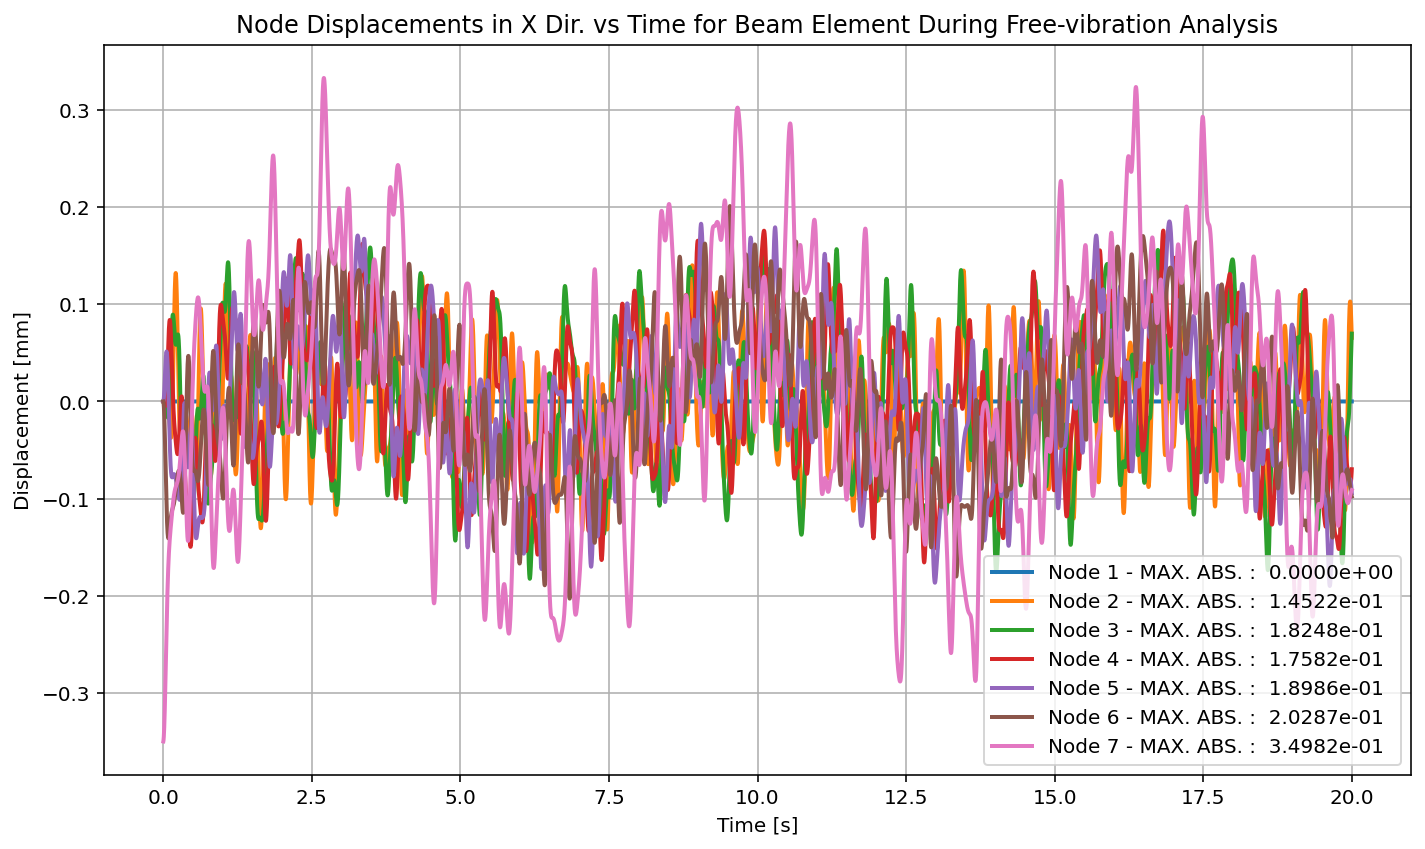 Node Displacements in X Dir. vs Time for Beam Element During Free-vibration Analysis
Displacement [mm]
0.3
0.2
0.1
0.0
−0.1
−0.2
−0.3
Node 1 - MAX. ABS. :  0.0000e+00
Node 2 - MAX. ABS. :  1.4522e-01
Node 3 - MAX. ABS. :  1.8248e-01
Node 4 - MAX. ABS. :  1.7582e-01
Node 5 - MAX. ABS. :  1.8986e-01
Node 6 - MAX. ABS. :  2.0287e-01
Node 7 - MAX. ABS. :  3.4982e-01
0.0 2.5 5.0 7.5 10.0 12.5 15.0 17.5 20.0
Time [s]